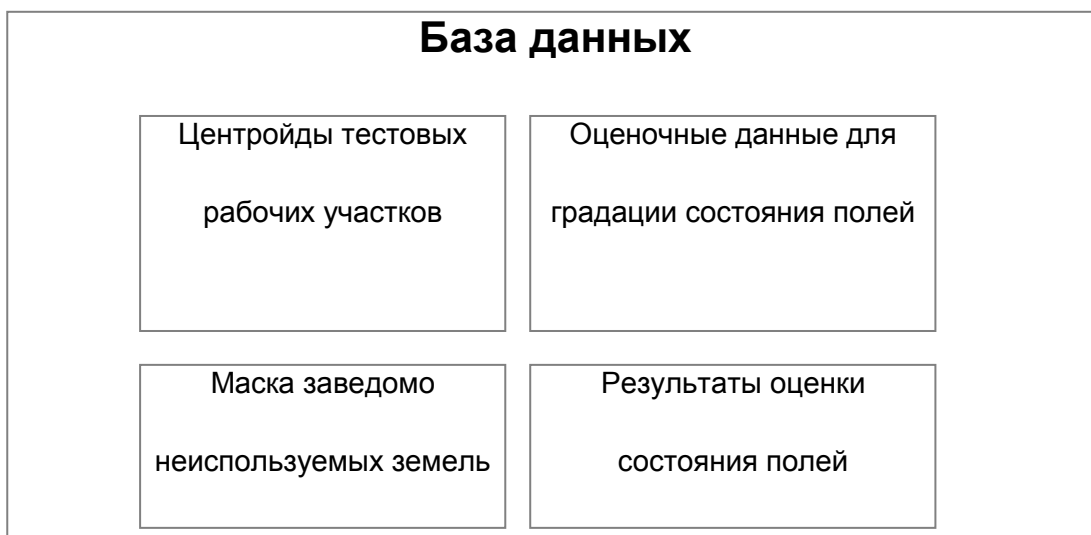 База данных
Центройды тестовых
рабочих участков
Оценочные данные для
градации состояния полей
Маска заведомо
неиспользуемых земель
Результаты оценки
состояния полей